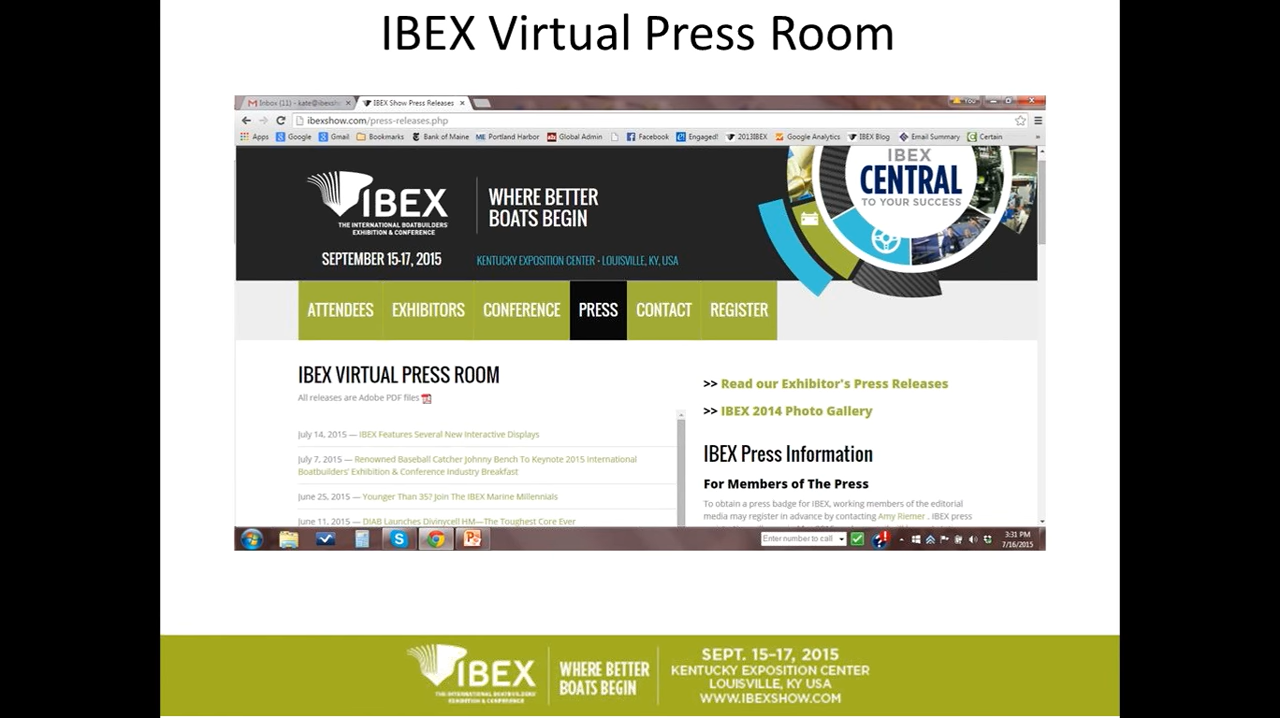 IBEX Virtual Press Room
Inbox (11) - kate@ibexsh
IBEX Show Press Releases
You
ibexshow.com/press-releases.php
Apps Google Gmail Bookmarks Bank of Maine Portland Harbor Global Admin Facebook Engaged! 2013IBEX Google Analytics IBEX Blog Email Summary Certain
IBEX
CENTRAL
TO YOUR SUCCESS
IBEX
THE INTERNATIONAL BOATBUILDERS'
EXHIBITION & CONFERENCE
WHERE BETTER
BOATS BEGIN
SEPTEMBER 15-17, 2015
KENTUCKY EXPOSITION CENTER - LOUISVILLE, KY, USA
ATTENDEES EXHIBITORS CONFERENCE PRESS CONTACT REGISTER
IBEX VIRTUAL PRESS ROOM
All releases are Adobe PDF files
July 14, 2015 — IBEX Features Several New Interactive Displays
July 7, 2015 — Renowned Baseball Catcher Johnny Bench To Keynote 2015 International
Boatbuilders' Exhibition & Conference Industry Breakfast
June 25, 2015 — Younger Than 35? Join The IBEX Marine Millennials
June 11, 2015 — DIAB Launches Divinycell HM—The Toughest Core Ever
>> Read our Exhibitor's Press Releases
>> IBEX 2014 Photo Gallery
IBEX Press Information
For Members of The Press
To obtain a press badge for IBEX, working members of the editorial
media may register in advance by contacting Amy Riemer . IBEX press
Enter number to call
3:31 PM
7/16/2015
IBEX
THE INTERNATIONAL BOATBUILDERS'
EXHIBITION & CONFERENCE
WHERE BETTER
BOATS BEGIN
SEPT. 15-17, 2015
KENTUCKY EXPOSITION CENTER
LOUISVILLE, KY USA
WWW.IBEXSHOW.COM